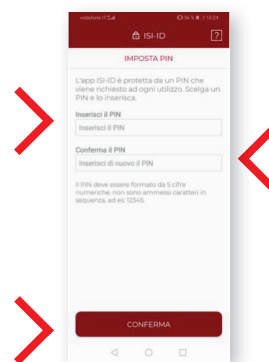 vodafone IT
36 % 10:24
ISI-ID
?
IMPOSTA PIN
L'app ISI-ID è protetta da un PIN che
viene richiesto ad ogni utilizzo. Scelga un
PIN e lo inserisca.
Inserisci il PIN
Inserisci il PIN
Conferma il PIN
Inserisci di nuovo il PIN
Il PIN deve essere formato da 5 cifre
numeriche, non sono ammessi caratteri in
sequenza, ad es: 12345.
CONFERMA